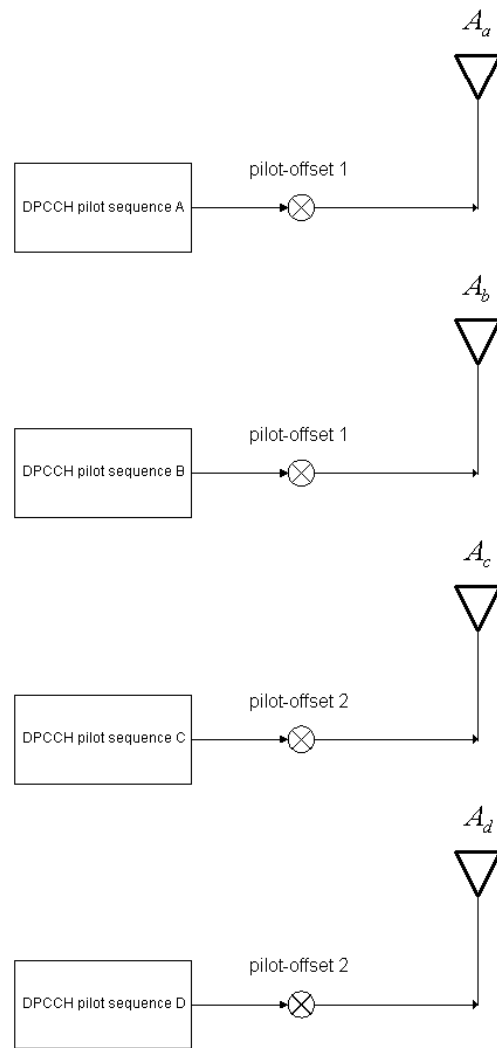 A_a
pilot-offset 1
DPCCH pilot sequence A
A_b
pilot-offset 1
DPCCH pilot sequence B
A_c
pilot-offset 2
DPCCH pilot sequence C
A_d
pilot-offset 2
DPCCH pilot sequence D